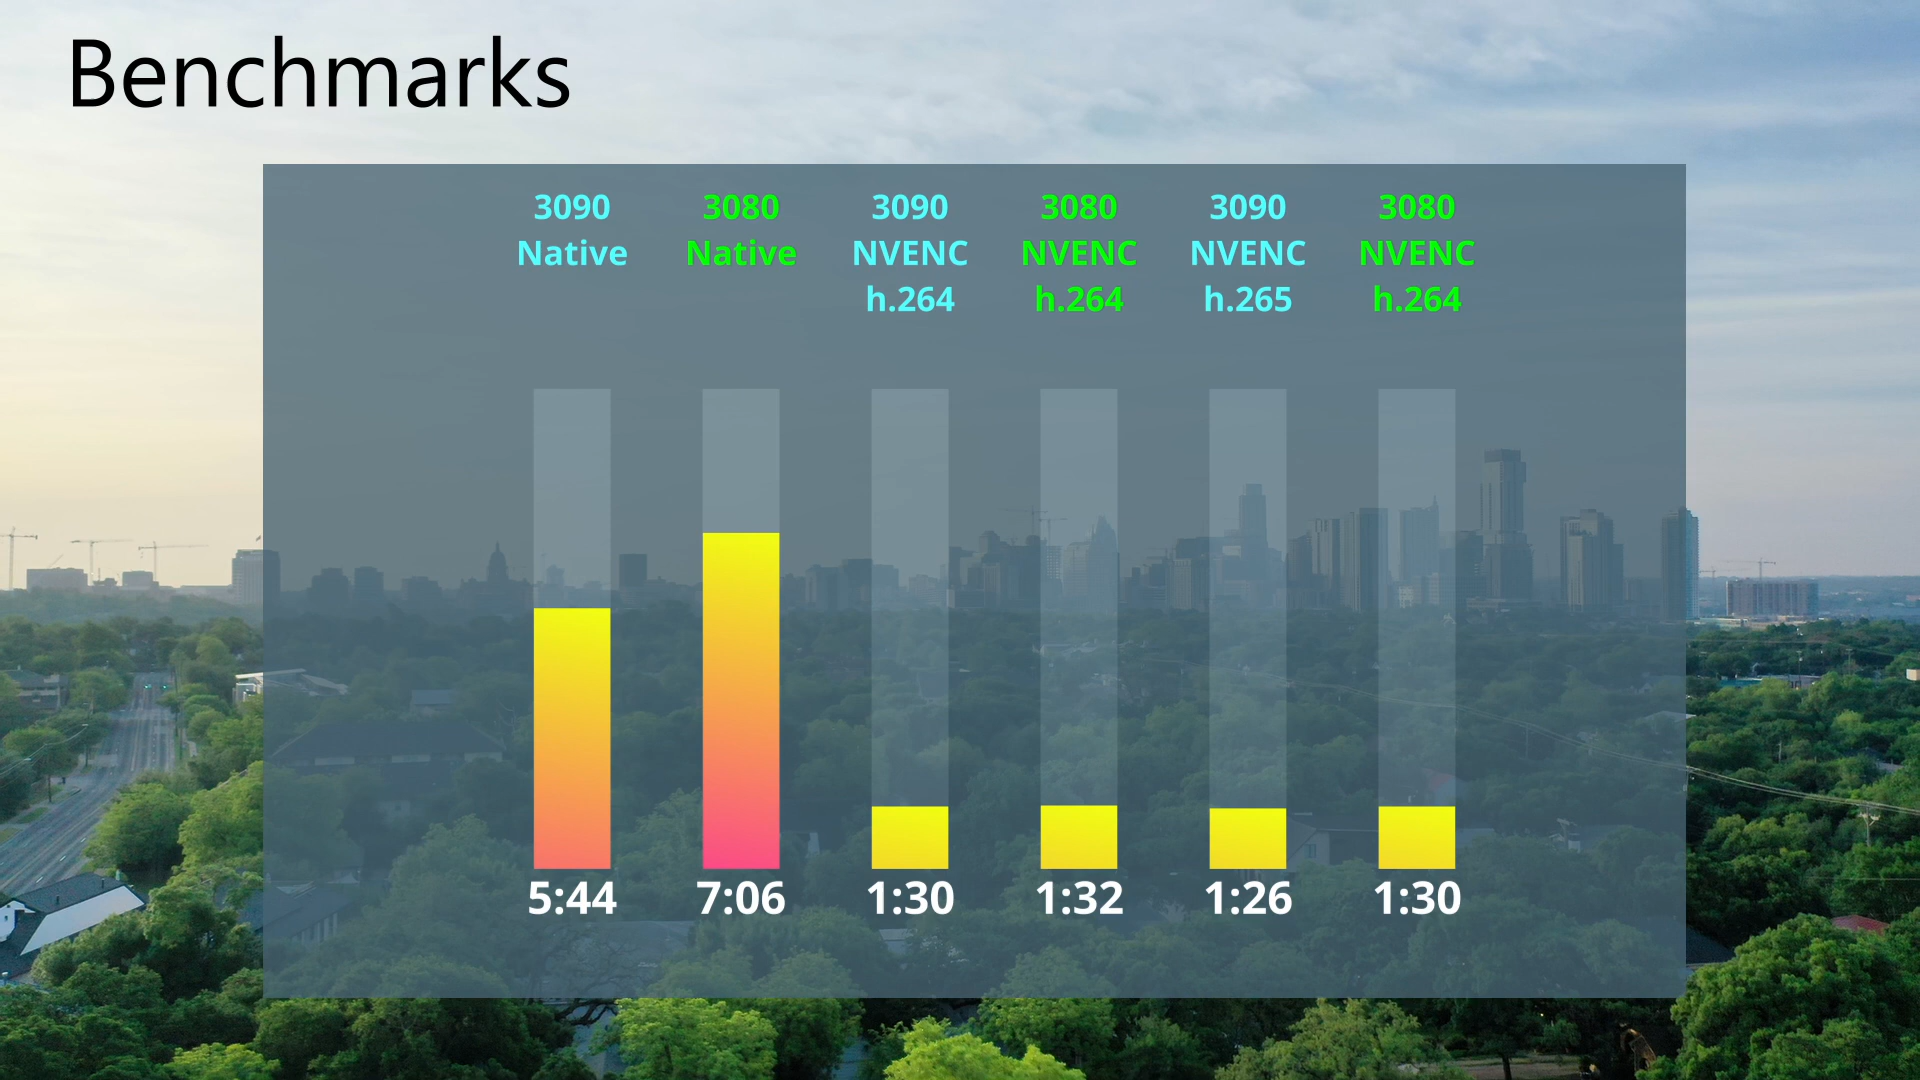 Benchmarks
3090 3080 3090 3080 3090 3080
Native Native NVENC NVENC NVENC NVENC
h.264 h.264 h.265 h.264
5:44 7:06 1:30 1:32 1:26 1:30